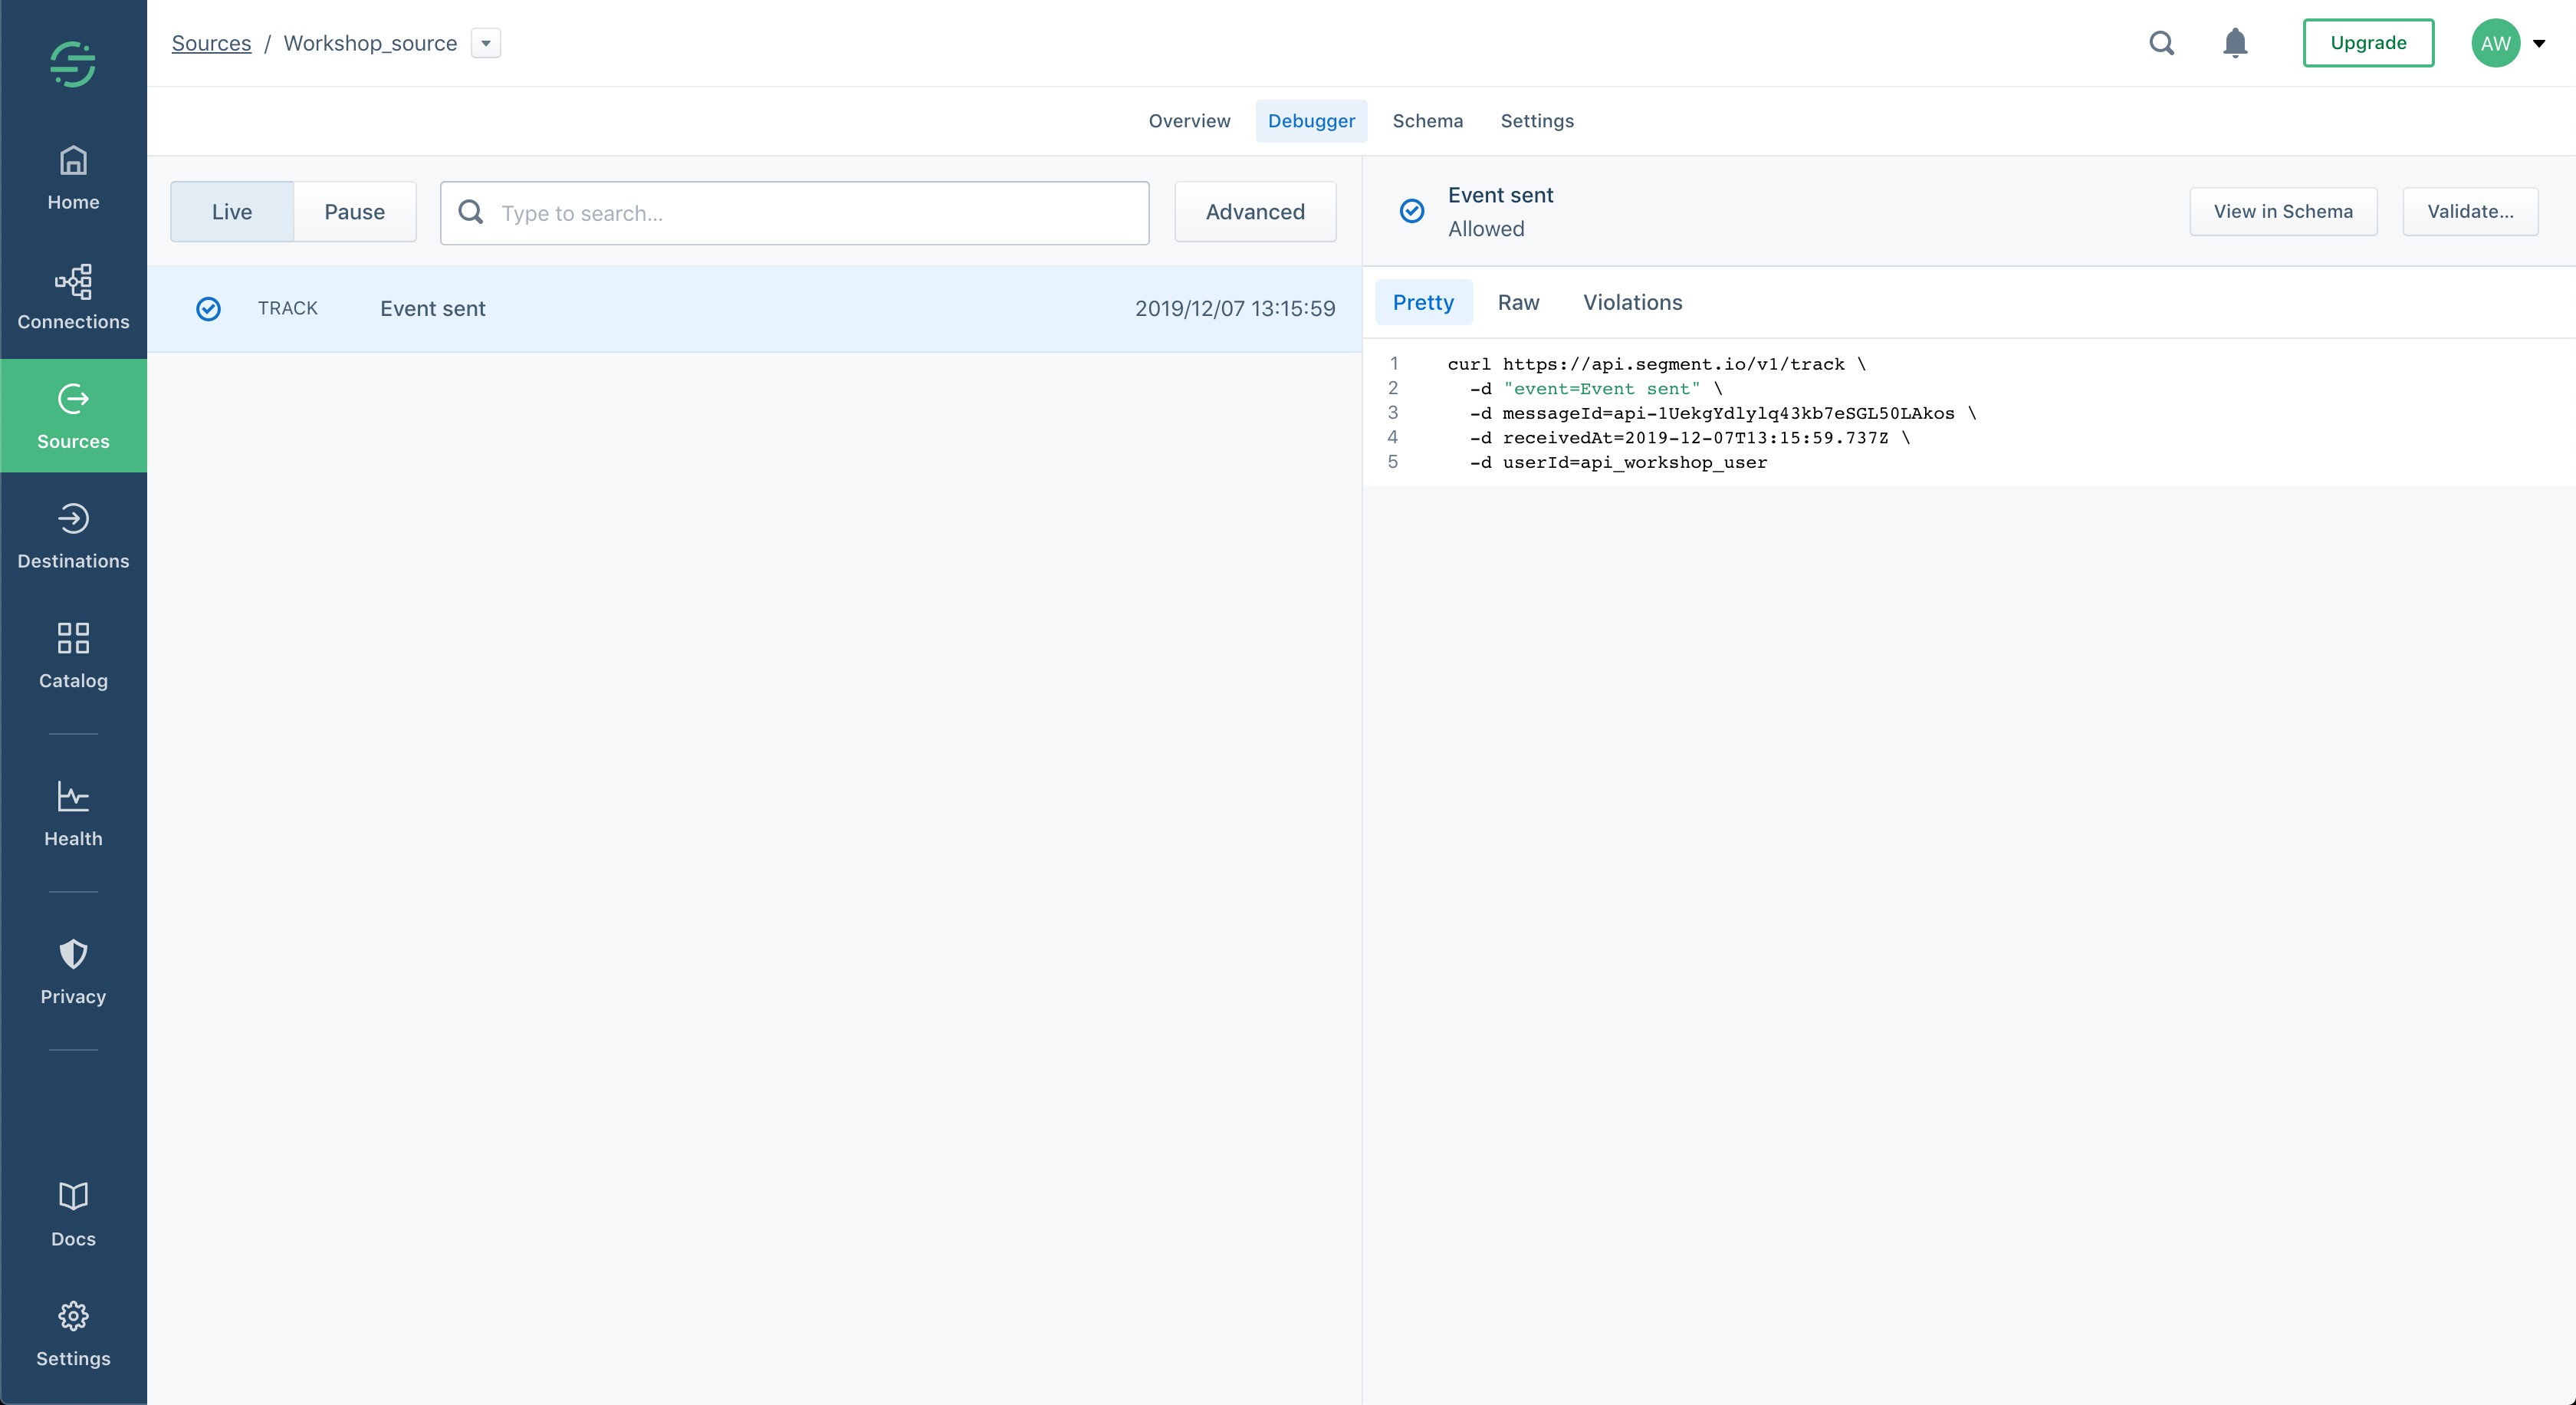 Sources / Workshop_source
Upgrade
AW
Overview Debugger Schema Settings
Home
Connections
Sources
Destinations
Catalog
Health
Privacy
Docs
Settings
Live Pause Type to search... Advanced
TRACK Event sent 2019/12/07 13:15:59
Event sent
Allowed
View in Schema Validate...
Pretty Raw Violations
1 curl https://api.segment.io/v1/track \
2 -d "event=Event sent" \
3 -d messageId=api-1UekgYdlylq43kb7eSGL50LAkos \
4 -d receivedAt=2019-12-07T13:15:59.737Z \
5 -d userId=api_workshop_user